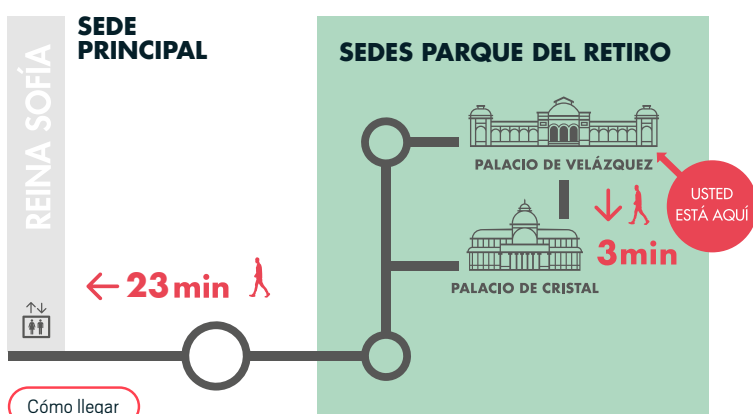 REINA SOFÍA
SEDE
PRINCIPAL
SEDES PARQUE DEL RETIRO
PALACIO DE VELÁZQUEZ
USTED
ESTÁ AQUÍ
3min
PALACIO DE CRISTAL
23min
Cómo llegar